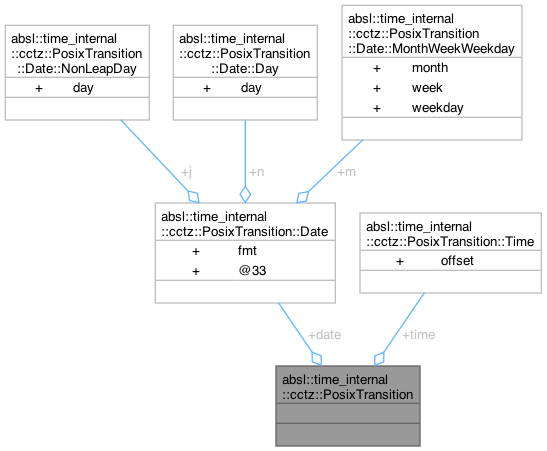 absl::time_internal
::cctz::PosixTransition
::Date::NonLeapDay
+ day
absl::time_internal
::cctz::PosixTransition
::Date::Day
+ day
absl::time_internal
::cctz::PosixTransition
::Date::MonthWeekWeekday
+ month
+ week
+ weekday
+j
+n
+m
absl::time_internal
::cctz::PosixTransition::Date
+ fmt
+ @33
absl::time_internal
::cctz::PosixTransition::Time
+ offset
+date
+time
absl::time_internal
::cctz::PosixTransition